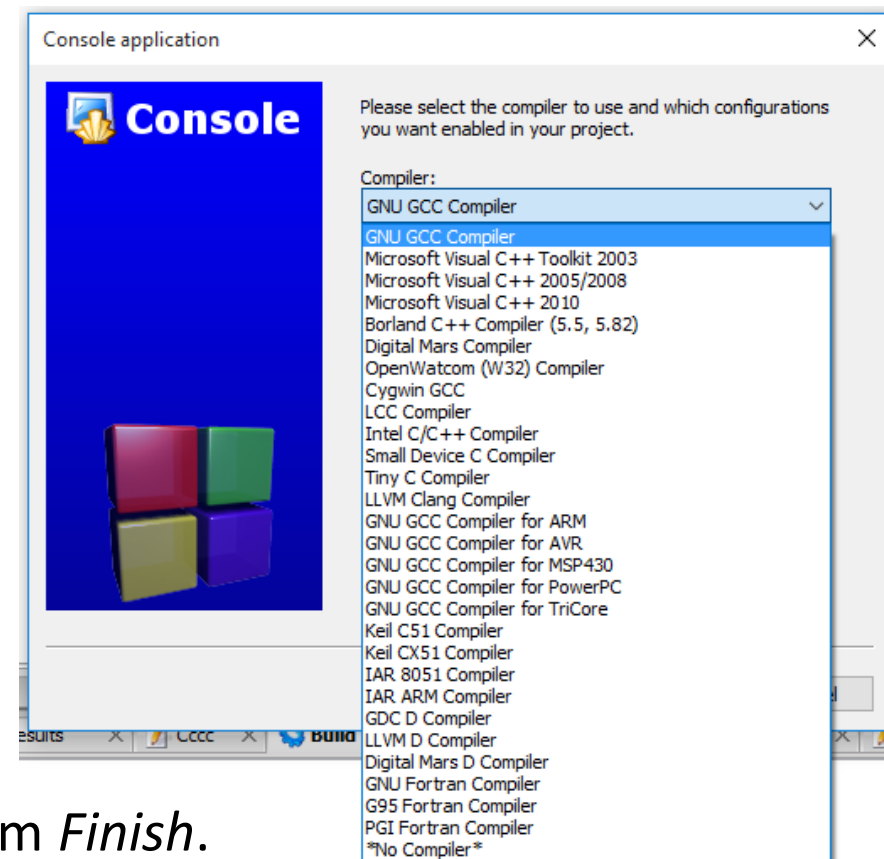 Console application
Console
Please select the compiler to use and which configurations
you want enabled in your project.
Compiler:
GNU GCC Compiler
GNU GCC Compiler
Microsoft Visual C++ Toolkit 2003
Microsoft Visual C++ 2005/2008
Microsoft Visual C++ 2010
Borland C++ Compiler (5.5, 5.82)
Digital Mars Compiler
OpenWatcom (W32) Compiler
Cygwin GCC
LCC Compiler
Intel C/C++ Compiler
Small Device C Compiler
Tiny C Compiler
LLVM Clang Compiler
GNU GCC Compiler for ARM
GNU GCC Compiler for AVR
GNU GCC Compiler for MSP430
GNU GCC Compiler for PowerPC
GNU GCC Compiler for TriCore
Keil C51 Compiler
Keil CX51 Compiler
IAR 8051 Compiler
IAR ARM Compiler
GDC D Compiler
LLVM D Compiler
Digital Mars D Compiler
GNU Fortran Compiler
G95 Fortran Compiler
PGI Fortran Compiler
*No Compiler*
esults Cccc Build
m Finish.